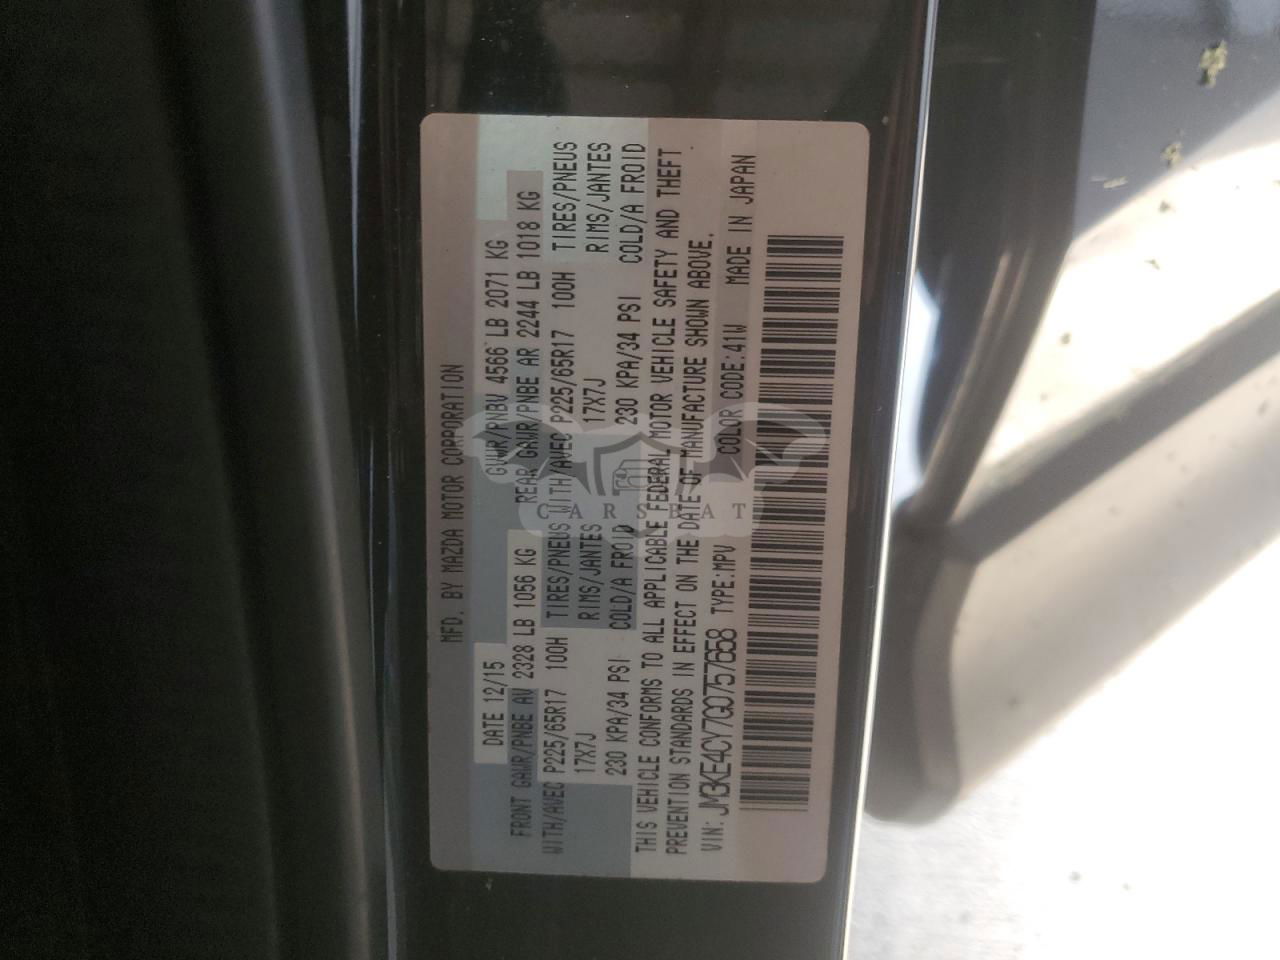 MFD. BY MAZDA MOTOR CORPORATION
DATE 12/15 GVWR/PNBV 4566 LB 2071 KG
FRONT GAWR/PNBE AV 2328 LB 1056 KG REAR GAWR/PNBE AR 2244 LB 1018 KG
WITH/AVEC P225/65R17 100H TIRES/PNEUS WITH/AVEC P225/65R17 100H TIRES/PNEUS
17X7J RIMS/JANTES 17X7J RIMS/JANTES
230 KPA/34 PSI COLD/A FROID 230 KPA/34 PSI COLD/A FROID
THIS VEHICLE CONFORMS TO ALL APPLICABLE FEDERAL MOTOR VEHICLE SAFETY AND THEFT
PREVENTION STANDARDS IN EFFECT ON THE DATE OF MANUFACTURE SHOWN ABOVE.
VIN: JM3KE4CY7G0757658 TYPE:MPV COLOR CODE:41W MADE IN JAPAN
CARSBAT